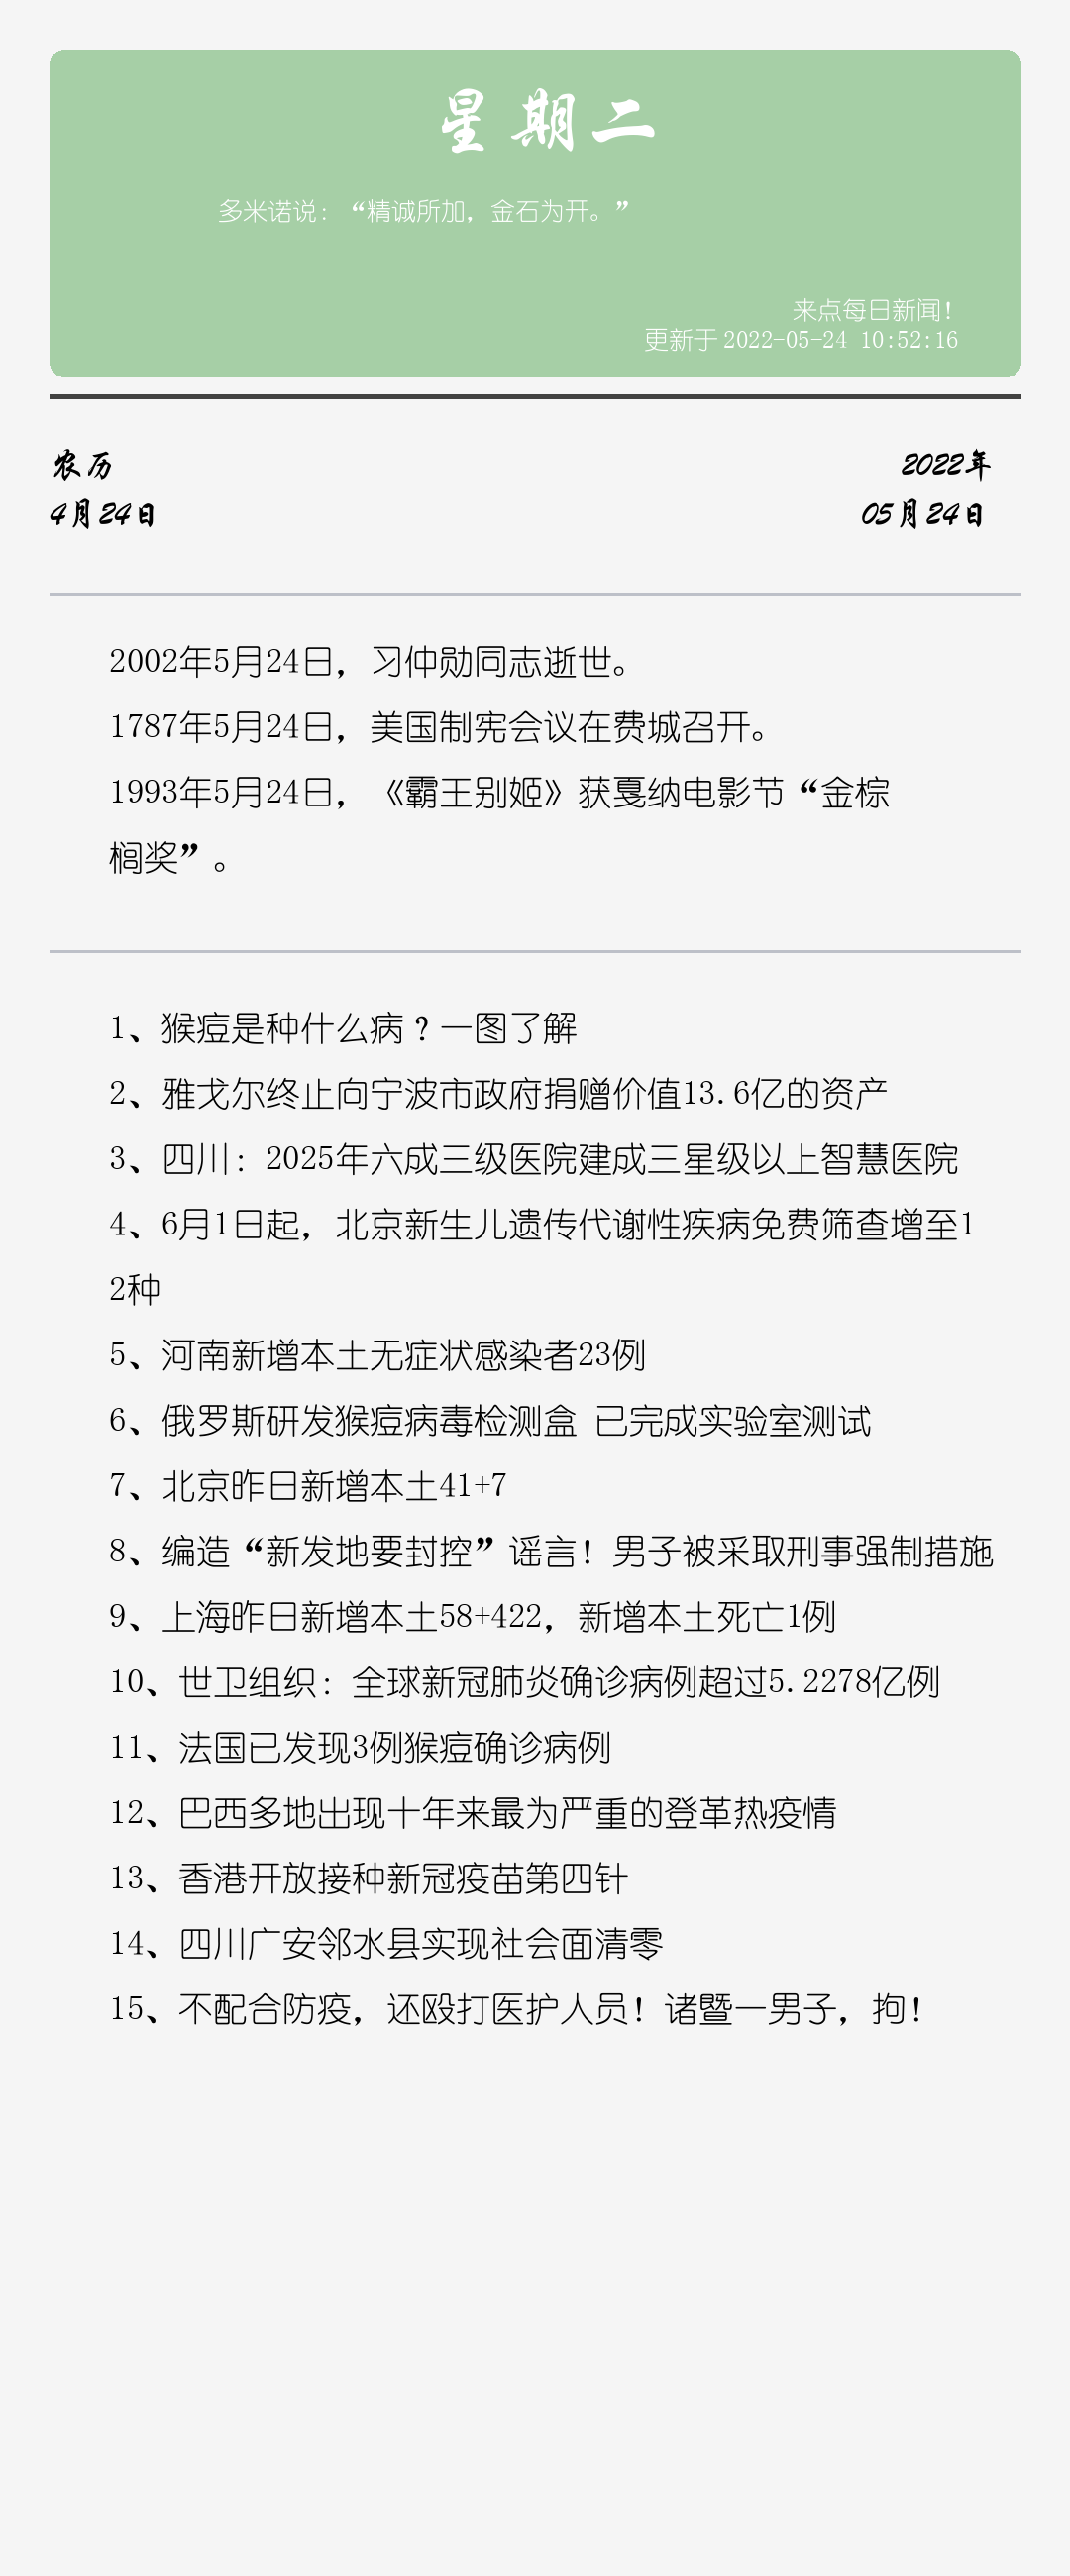 星期二
多米诺说：“精诚所加，金石为开。”
来点每日新闻！
更新于 2022-05-24 10:52:16
农历
2022年
4月24日
05月24日
2002年5月24日，习仲勋同志逝世。
1787年5月24日，美国制宪会议在费城召开。
1993年5月24日，《霸王别姬》获戛纳电影节“金棕
榈奖”。
1、猴痘是种什么病？一图了解
2、雅戈尔终止向宁波市政府捐赠价值13.6亿的资产
3、四川：2025年六成三级医院建成三星级以上智慧医院
4、6月1日起，北京新生儿遗传代谢性疾病免费筛查增至1
2种
5、河南新增本土无症状感染者23例
6、俄罗斯研发猴痘病毒检测盒 已完成实验室测试
7、北京昨日新增本土41+7
8、编造“新发地要封控”谣言！男子被采取刑事强制措施
9、上海昨日新增本土58+422，新增本土死亡1例
10、世卫组织：全球新冠肺炎确诊病例超过5.2278亿例
11、法国已发现3例猴痘确诊病例
12、巴西多地出现十年来最为严重的登革热疫情
13、香港开放接种新冠疫苗第四针
14、四川广安邻水县实现社会面清零
15、不配合防疫，还殴打医护人员！诸暨一男子，拘！